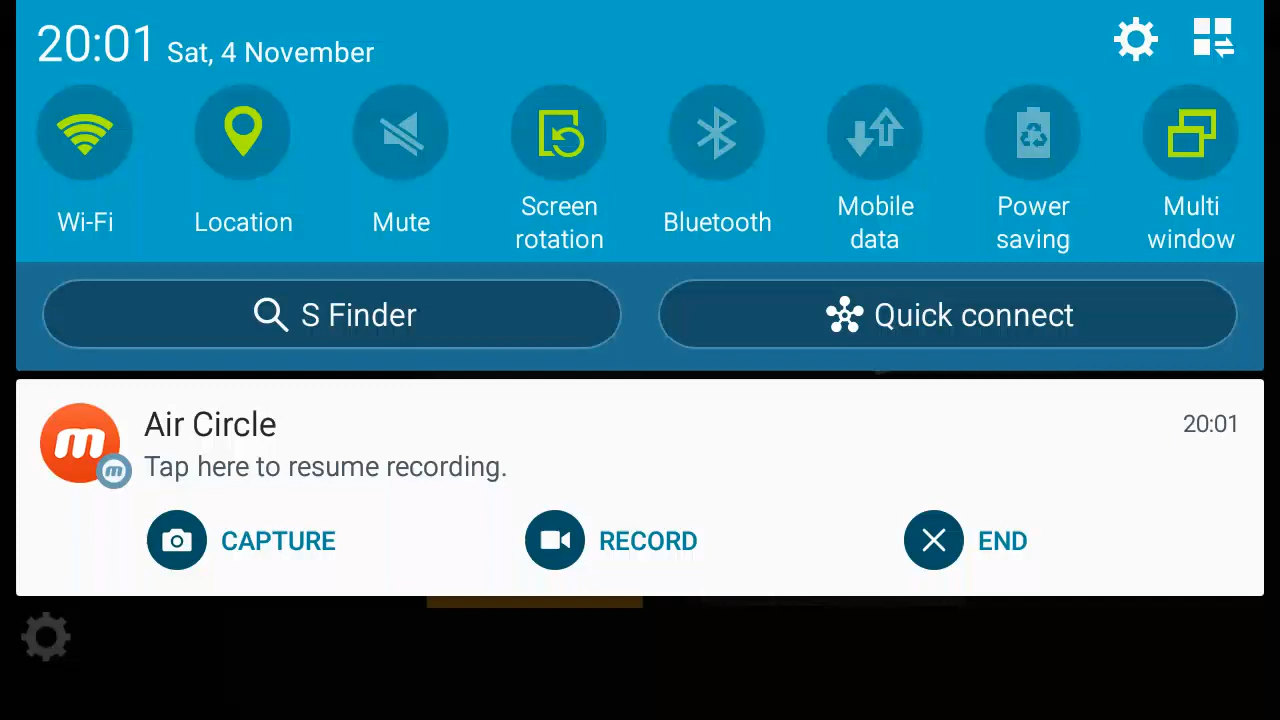 20:01 Sat, 4 November
Wi-Fi
Location
Mute
Screen
rotation
Bluetooth
Mobile
data
Power
saving
Multi
window
S Finder
Quick connect
Air Circle
20:01
Tap here to resume recording.
CAPTURE
RECORD
END